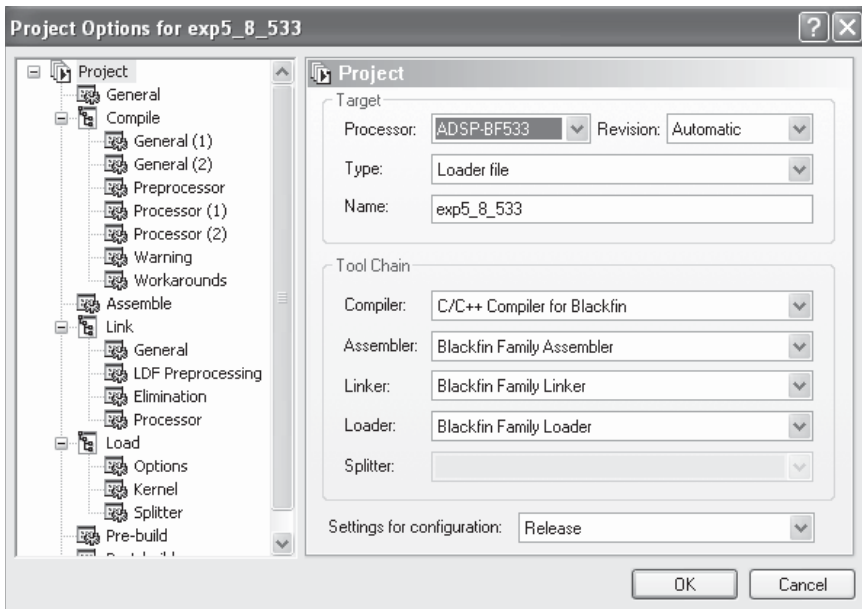 Project Options for exp5_8_533
Project
General
Compile
General (1)
General (2)
Preprocessor
Processor (1)
Processor (2)
Warning
Workarounds
Assemble
Link
General
LDF Preprocessing
Elimination
Processor
Load
Options
Kernel
Splitter
Pre-build
Project
Target
Processor: ADSP-BF533 Revision: Automatic
Type: Loader file
Name: exp5_8_533
Tool Chain
Compiler: C/C++ Compiler for Blackfin
Assembler: Blackfin Family Assembler
Linker: Blackfin Family Linker
Loader: Blackfin Family Loader
Splitter:
Settings for configuration: Release
OK Cancel